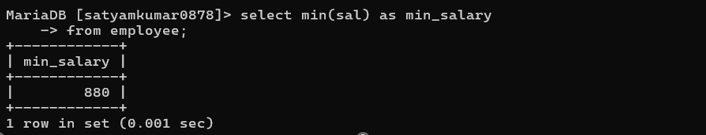 MariaDB [satyamkumar0878]> select min(sal) as min_salary
    -> from employee;
+------------+
| min_salary |
+------------+
|        880 |
+------------+
1 row in set (0.001 sec)